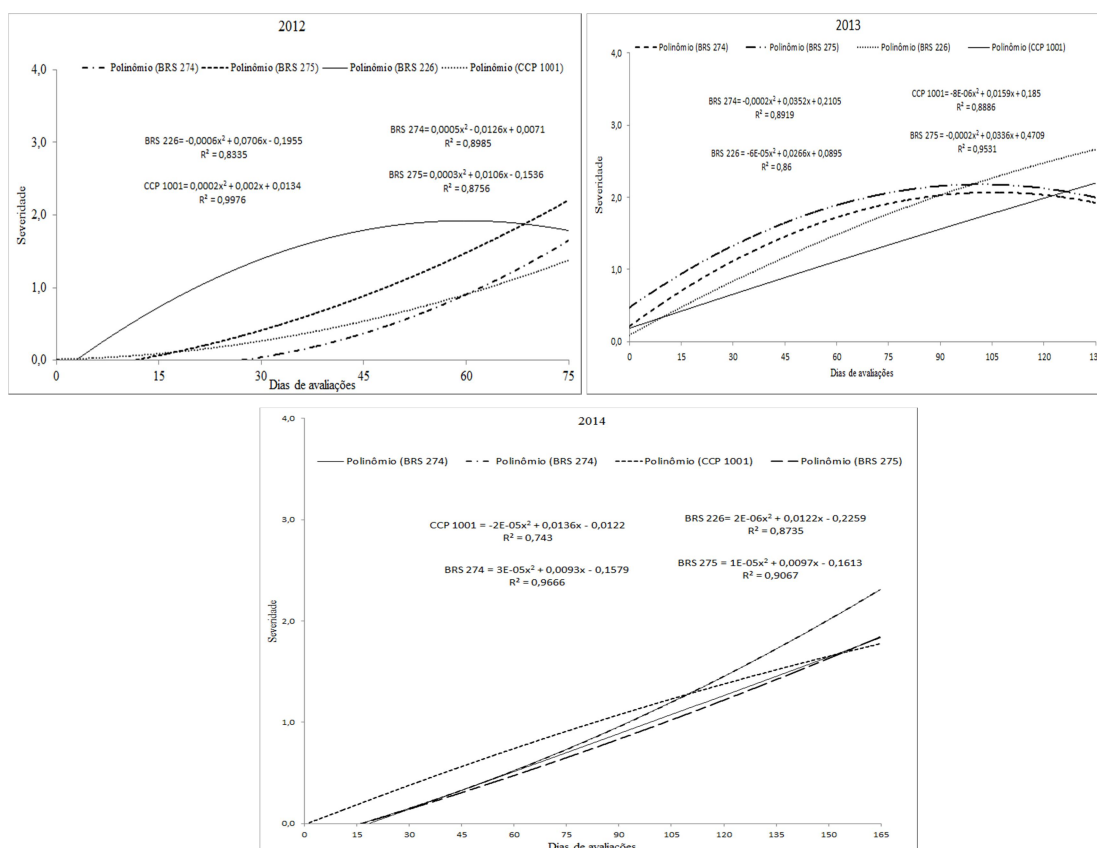 2012
Polinômio (BRS 274) Polinômio (BRS 275) Polinômio (BRS 226) Polinômio (CCP 1001)
4,0
3,0
2,0
1,0
0,0
Severidade
BRS 226= -0,0006x² + 0,0706x - 0,1955
R² = 0,8335
BRS 274= 0,0005x² - 0,0126x + 0,0071
R² = 0,8985
CCP 1001= 0,0002x² + 0,002x + 0,0134
R² = 0,9976
BRS 275= 0,0003x² + 0,0106x - 0,1536
R² = 0,8756
0 15 30 45 60 75
Dias de avaliações
2013
Polinômio (BRS 274) Polinômio (BRS 275) Polinômio (BRS 226) Polinômio (CCP 1001)
4,0
3,0
2,0
1,0
0,0
Severidade
BRS 274= -0,0002x² + 0,0352x + 0,2105
R² = 0,8919
CCP 1001= -8E-06x² + 0,0159x + 0,185
R² = 0,8886
BRS 226 = -6E-05x² + 0,0266x + 0,0895
R² = 0,86
BRS 275= -0,0002x² + 0,0336x + 0,4709
R² = 0,9531
0 15 30 45 60 75 90 105 120 135
Dias de avaliações
2014
Polinômio (BRS 274) Polinômio (BRS 274) Polinômio (CCP 1001) Polinômio (BRS 275)
4,0
3,0
2,0
1,0
0,0
Severidade
CCP 1001 = -2E-05x² + 0,0136x - 0,0122
R² = 0,743
BRS 226= 2E-06x² + 0,0122x - 0,2259
R² = 0,8735
BRS 274 = 3E-05x² + 0,0093x - 0,1579
R² = 0,9666
BRS 275 = 1E-05x² + 0,0097x - 0,1613
R² = 0,9067
0 15 30 45 60 75 90 105 120 135 150 165
Dias de avaliações